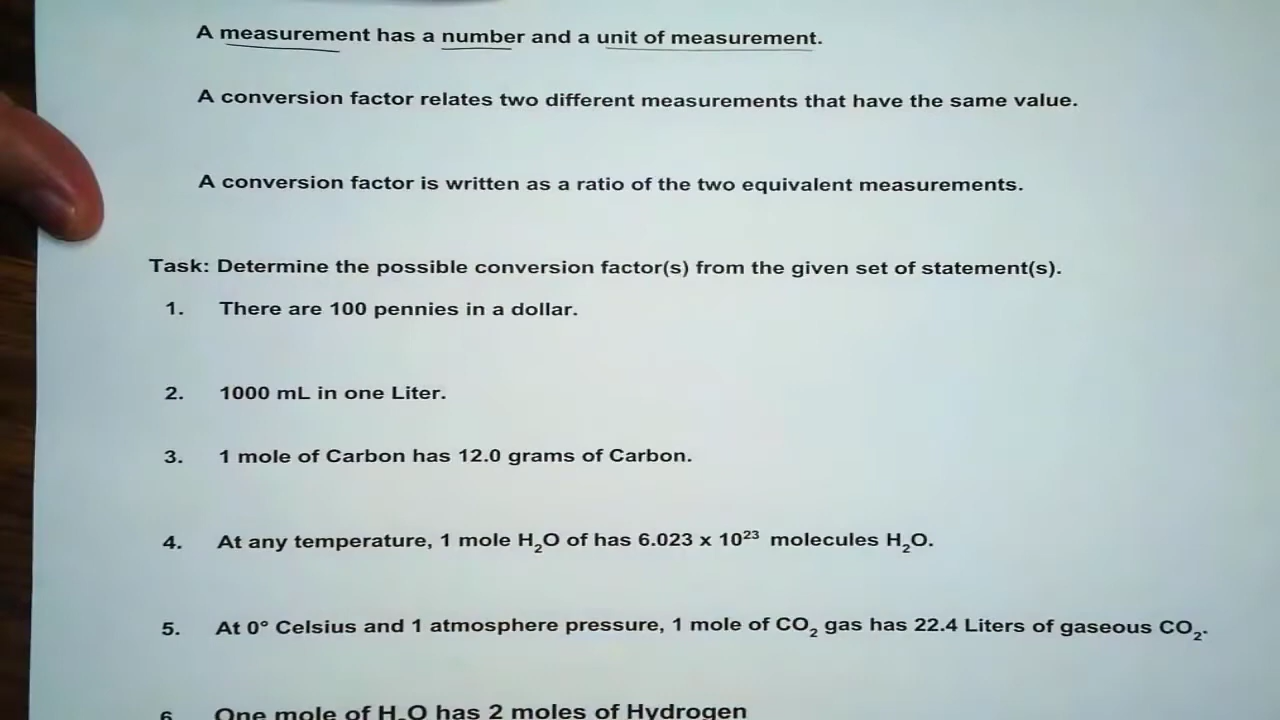 A measurement has a number and a unit of measurement.
A conversion factor relates two different measurements that have the same value.
A conversion factor is written as a ratio of the two equivalent measurements.
Task: Determine the possible conversion factor(s) from the given set of statement(s).
1. There are 100 pennies in a dollar.
2. 1000 mL in one Liter.
3. 1 mole of Carbon has 12.0 grams of Carbon.
4. At any temperature, 1 mole H₂O of has 6.023 x 10²³ molecules H₂O.
5. At 0° Celsius and 1 atmosphere pressure, 1 mole of CO₂ gas has 22.4 Liters of gaseous CO₂.
6. One mole of H₂O has 2 moles of Hydrogen